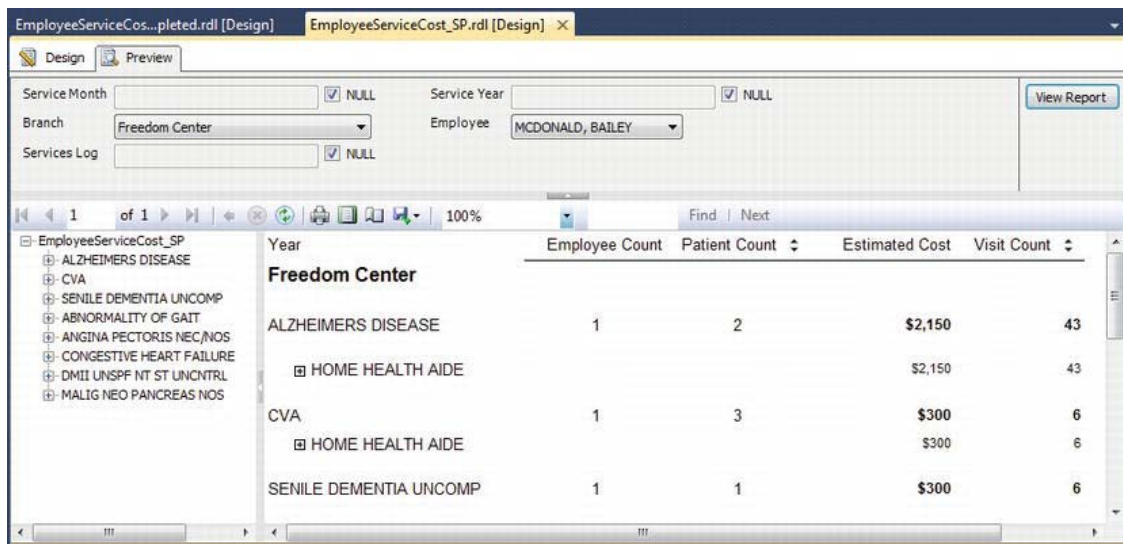 EmployeeServiceCos...pleted.rdl [Design] EmployeeServiceCost_SP.rdl [Design]
Design Preview
Service Month NULL Service Year NULL View Report
Branch Freedom Center Employee MCDONALD, BAILEY
Services Log NULL
1 of 1 100% Find | Next
EmployeeServiceCost_SP
ALZHEIMERS DISEASE
CVA
SENILE DEMENTIA UNCOMP
ABNORMALITY OF GAIT
ANGINA PECTORIS NEC/NOS
CONGESTIVE HEART FAILURE
DMII UNSPF NT ST UNCNTRL
MALIG NEO PANCREAS NOS
Year Employee Count Patient Count Estimated Cost Visit Count
Freedom Center
ALZHEIMERS DISEASE 1 2 $2,150 43
HOME HEALTH AIDE $2,150 43
CVA 1 3 $300 6
HOME HEALTH AIDE $300 6
SENILE DEMENTIA UNCOMP 1 1 $300 6